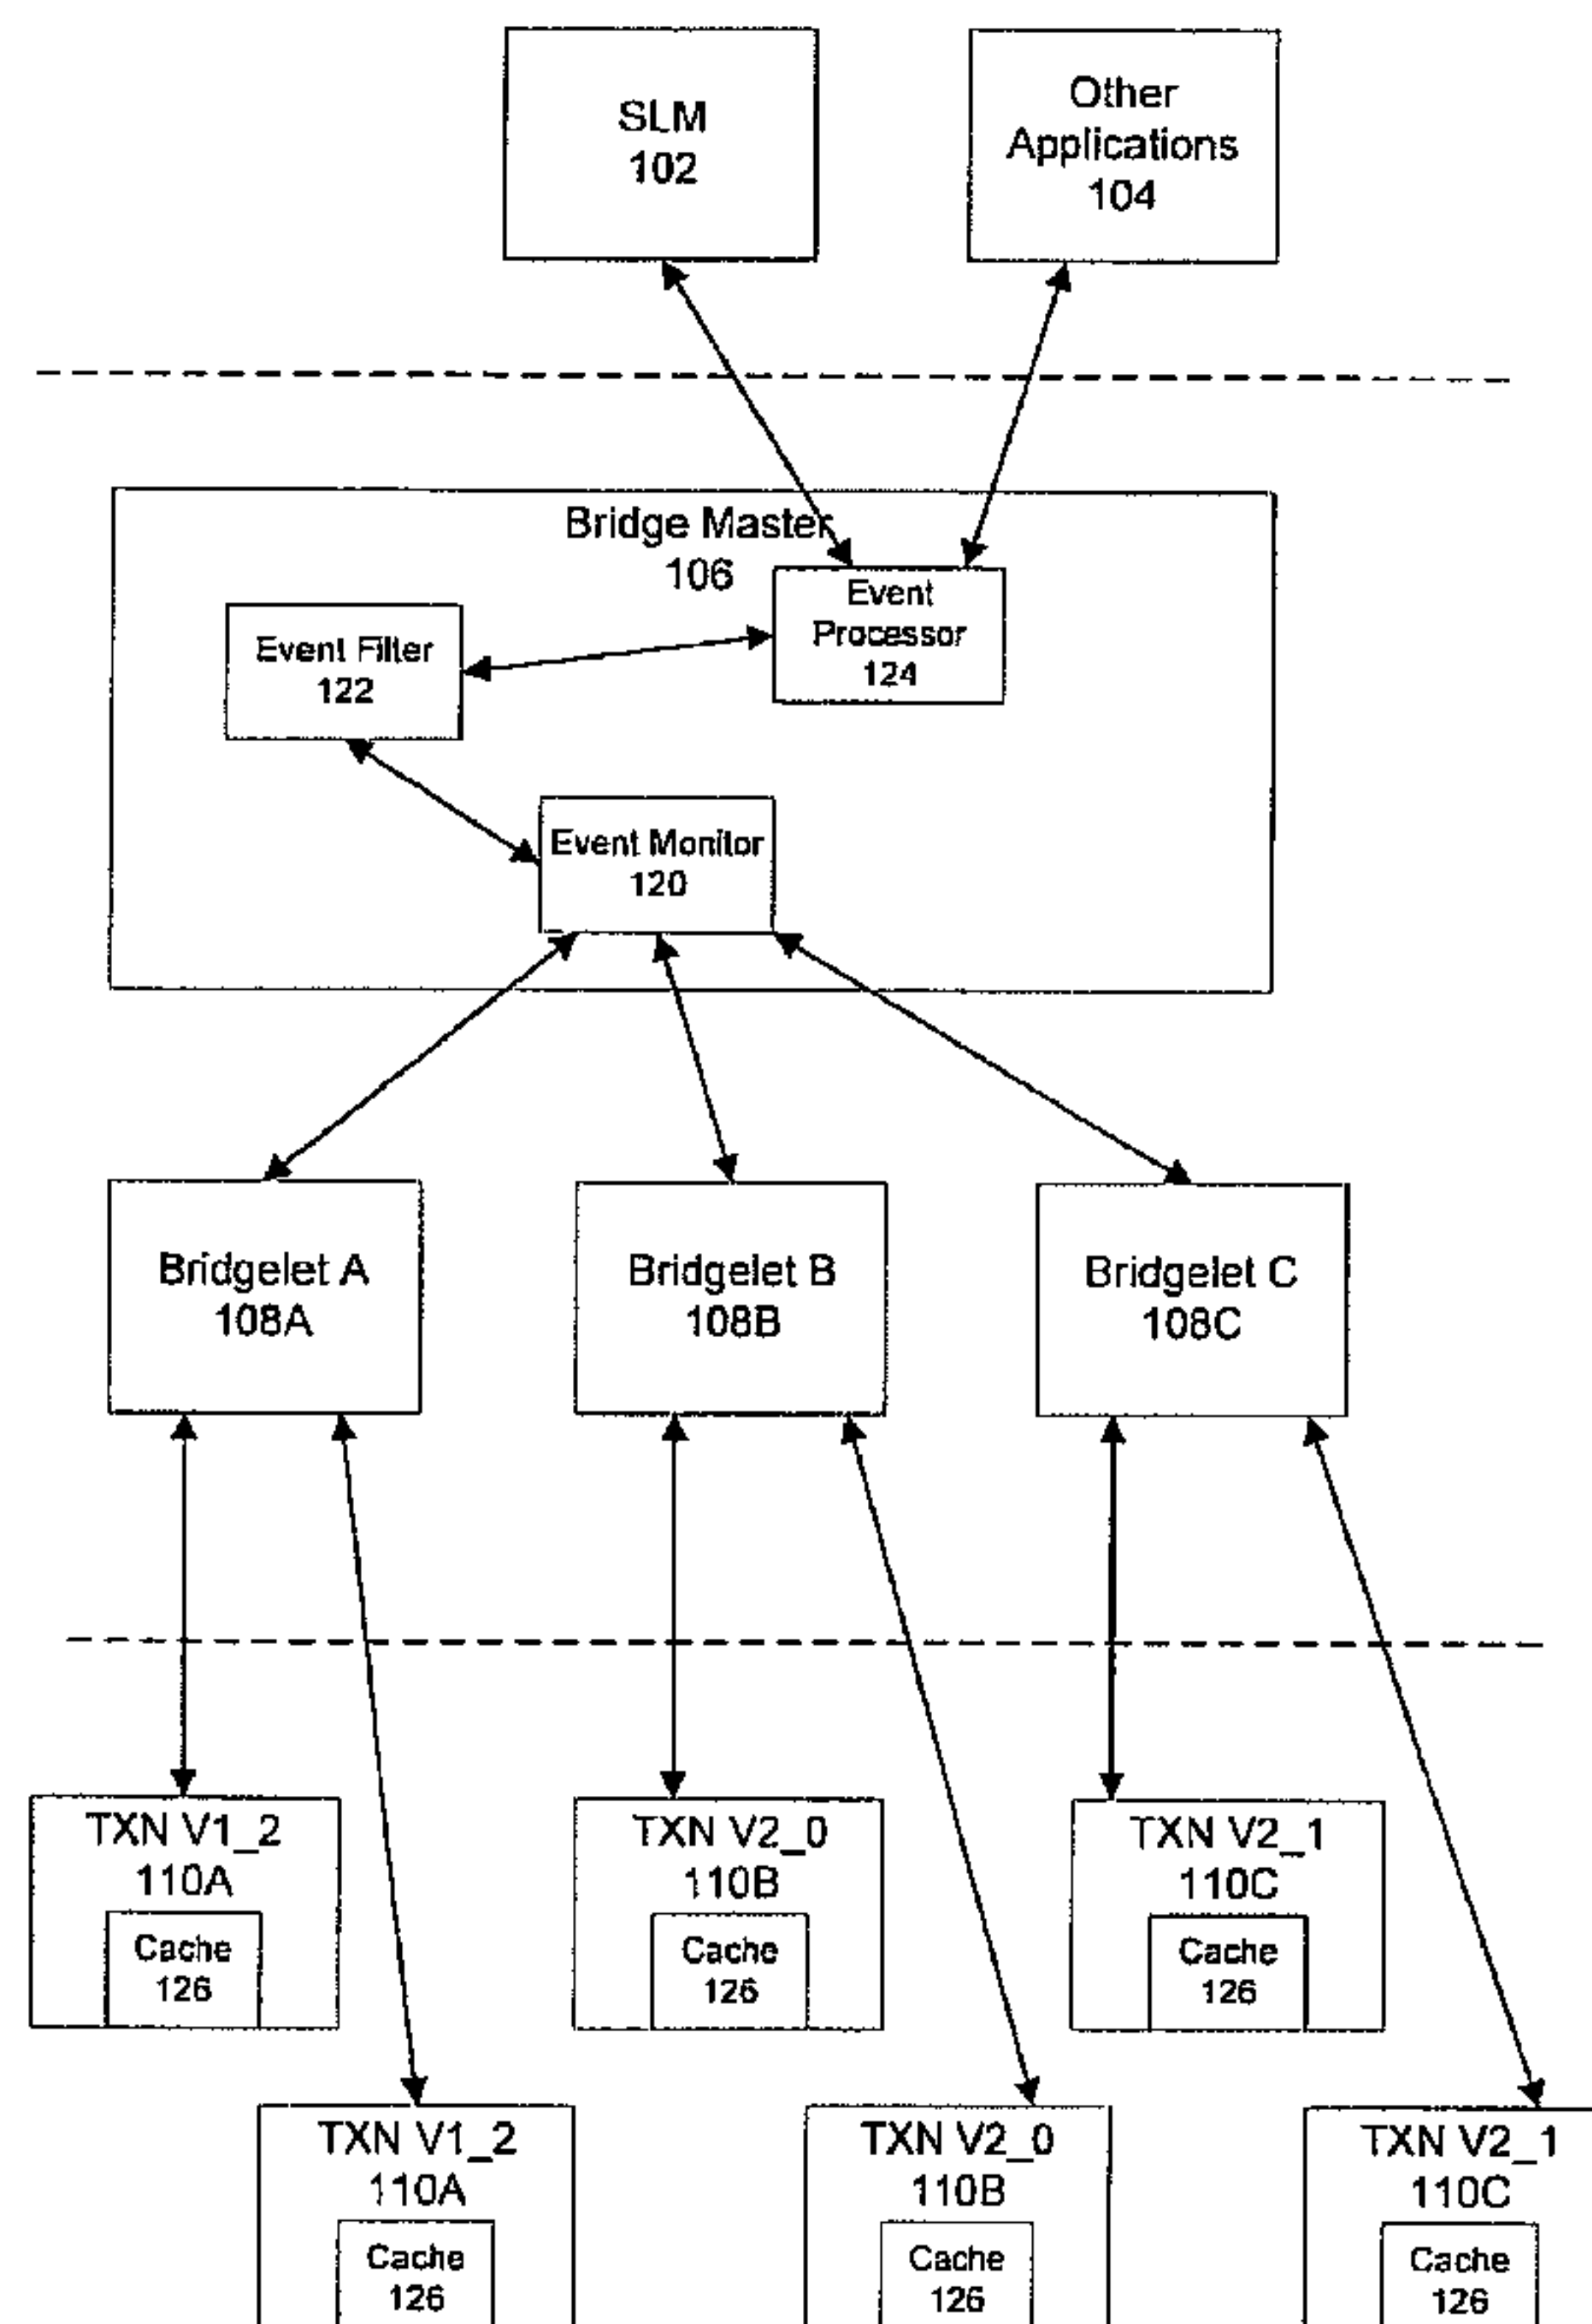 SLM
102
Other
Applications
104
Bridge Master
106
Event
Processor
124
Event Filter
122
Event Monitor
120
Bridgelet A
108A
Bridgelet B
108B
Bridgelet C
108C
TXN V1_2
110A
Cache
126
TXN V2_0
110B
Cache
126
TXN V2_1
110C
Cache
126
TXN V1_2
110A
Cache
126
TXN V2_0
110B
Cache
126
TXN V2_1
110C
Cache
126